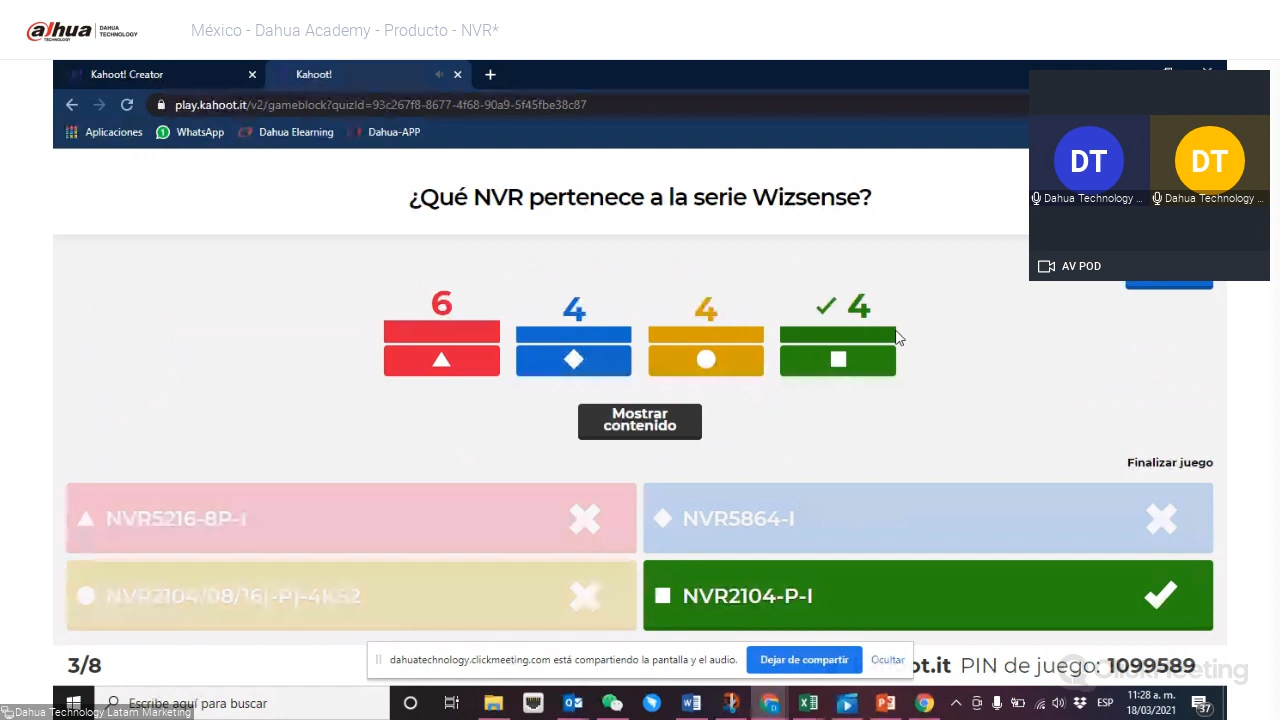 alhua TECHNOLOGY | DAHUA TECHNOLOGY
México - Dahua Academy - Producto - NVR*
Kahoot! Creator
Kahoot!
play.kahoot.it/v2/gameblock?quizId=93c267f8-8677-4f68-90a9-5f45fbe38c87
Aplicaciones
WhatsApp
Dahua Elearning
Dahua-APP
DT
DT
Dahua Technology ...
Dahua Technology ...
AV POD
¿Qué NVR pertenece a la serie Wizsense?
6
4
4
4
Mostrar
contenido
Finalizar juego
NVR5216-8P-I
NVR5864-I
NVR2104/08/16(-P)-4KS2
NVR2104-P-I
dahuatechnology.clickmeeting.com está compartiendo la pantalla y el audio.
Dejar de compartir
Ocultar
3/8
ot.it PIN de juego: 1099589
ClickMeeting
Escribe aquí para buscar
ESP
11:28 a. m.
18/03/2021
37
Dahua Technology Latam Marketing